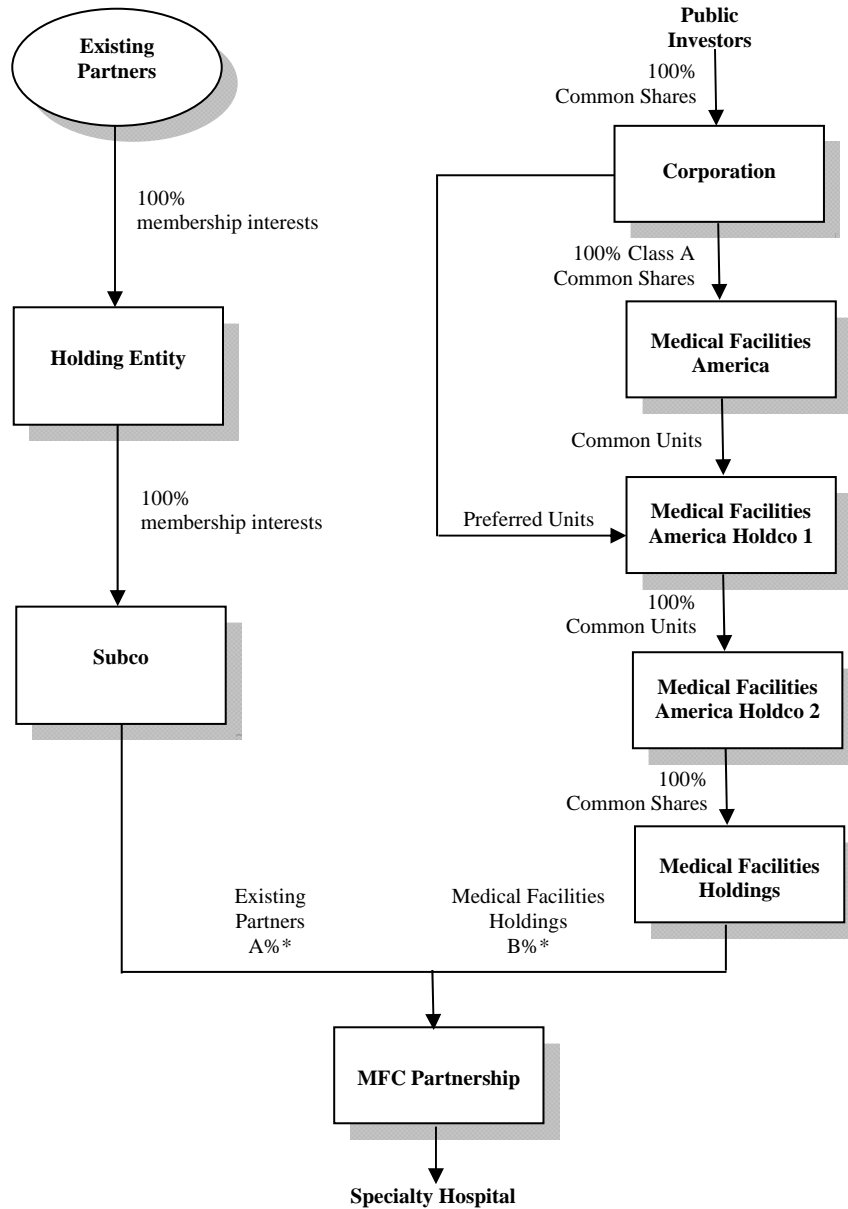 Existing
Partners
100%
membership interests
Holding Entity
100%
membership interests
Subco
Public
Investors
100%
Common Shares
Corporation
100% Class A
Common Shares
Medical Facilities
America
Common Units
Preferred Units
Medical Facilities
America Holdco 1
100%
Common Units
Medical Facilities
America Holdco 2
100%
Common Shares
Medical Facilities
Holdings
Existing
Partners
A%*
Medical Facilities
Holdings
B%*
MFC Partnership
Specialty Hospital